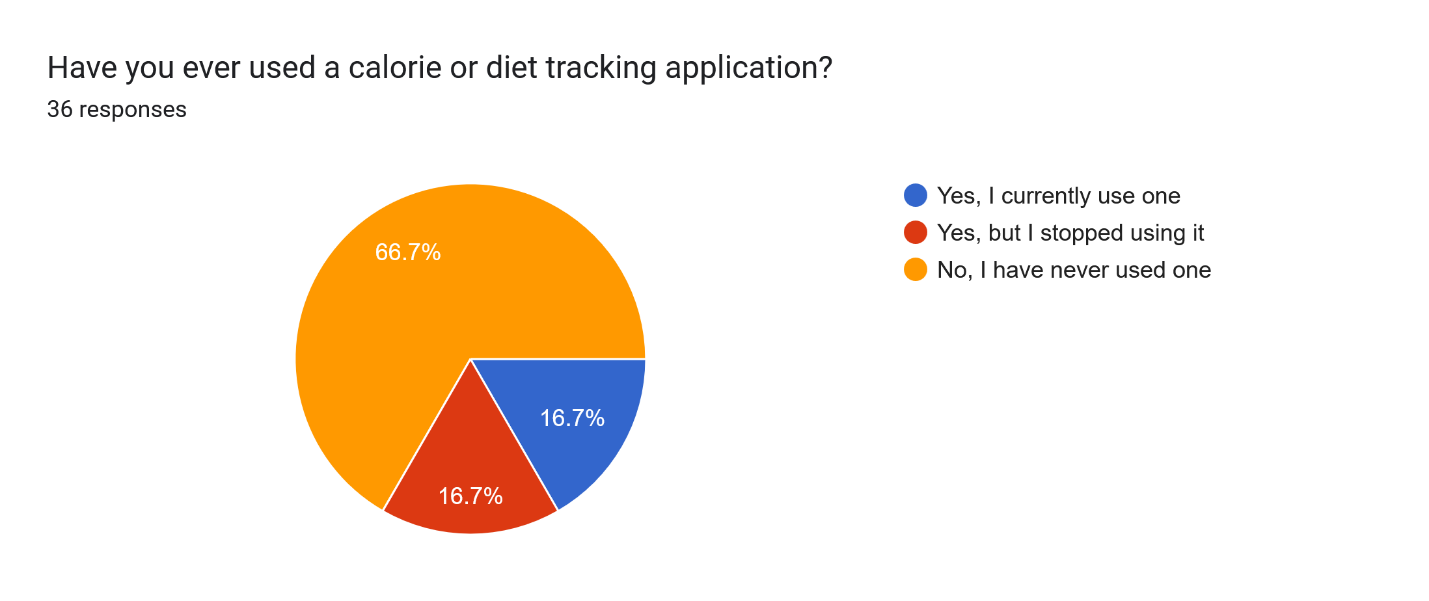 Have you ever used a calorie or diet tracking application?
36 responses
66.7%
16.7%
16.7%
Yes, I currently use one
Yes, but I stopped using it
No, I have never used one